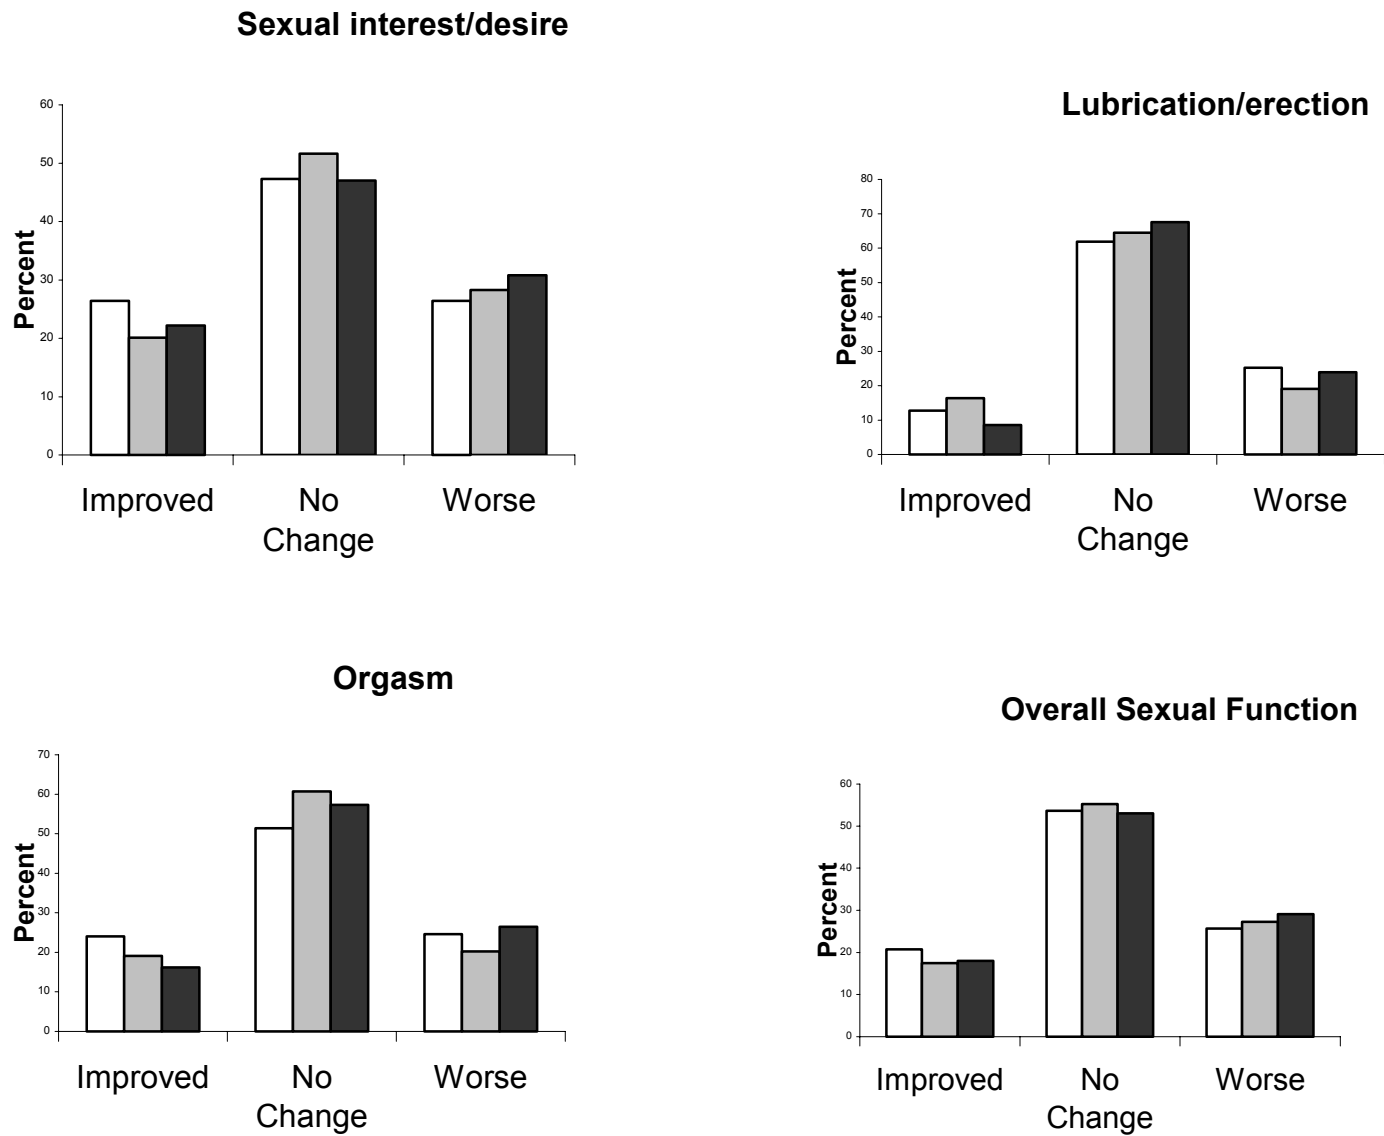 Sexual interest/desire
60
50
40
30
20
10
0
Percent
Improved No Worse
Change
Lubrication/erection
80
70
60
50
40
30
20
10
0
Percent
Improved No Worse
Change
Orgasm
70
60
50
40
30
20
10
0
Percent
Improved No Worse
Change
Overall Sexual Function
60
50
40
30
20
10
0
Percent
Improved No Worse
Change